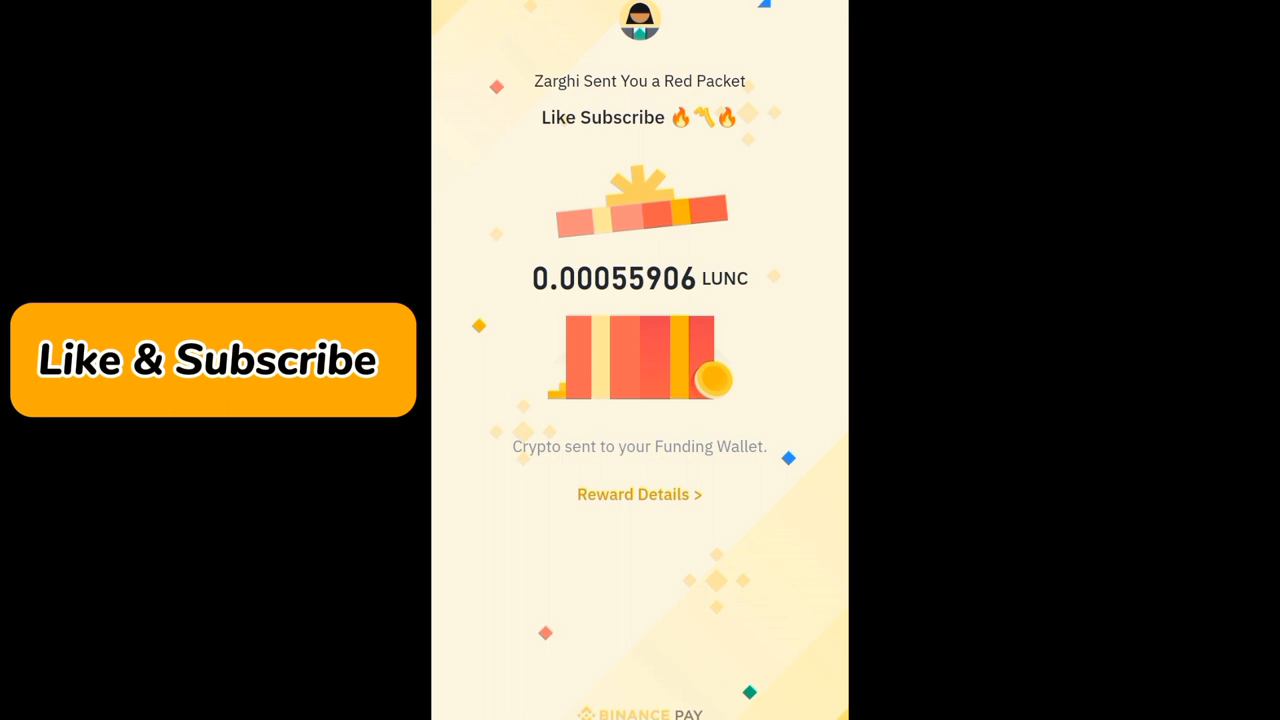 Zarghi Sent You a Red Packet
Like Subscribe 🔥〽️🔥
0.00055906 LUNC
Like & Subscribe
Crypto sent to your Funding Wallet.
Reward Details >
BINANCE PAY